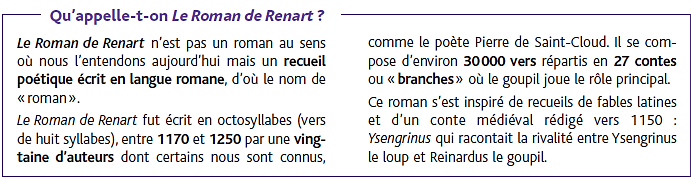 Qu'appelle-t-on Le Roman de Renart ?
Le Roman de Renart n'est pas un roman au sens
où nous l'entendons aujourd'hui mais un recueil
poétique écrit en langue romane, d'où le nom de
« roman ».
Le Roman de Renart fut écrit en octosyllabes (vers
de huit syllabes), entre 1170 et 1250 par une ving-
taine d'auteurs dont certains nous sont connus,
comme le poète Pierre de Saint-Cloud. Il se com-
pose d'environ 30 000 vers répartis en 27 contes
ou « branches » où le goupil joue le rôle principal.
Ce roman s'est inspiré de recueils de fables latines
et d'un conte médiéval rédigé vers 1150 :
Ysengrinus qui racontait la rivalité entre Ysengrinus
le loup et Reinardus le goupil.